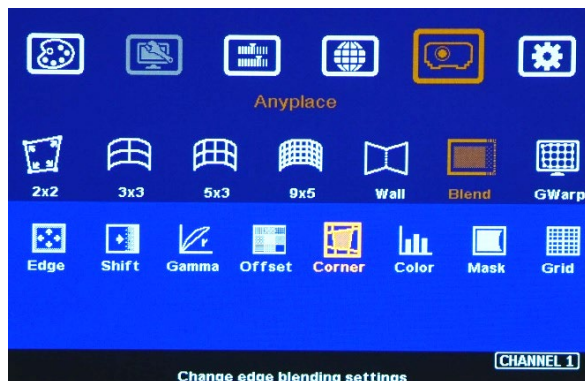 Anyplace
2x2 3x3 5x3 9x5 Wall Blend GWarp
Edge Shift Gamma Offset Corner Color Mask Grid
CHANNEL 1
Change edge blending settings